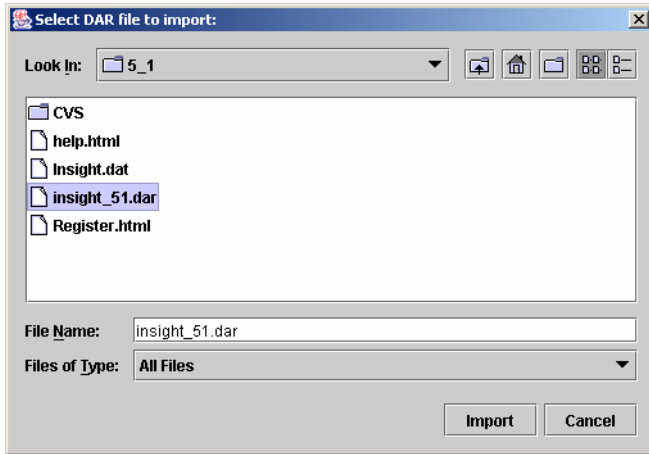 Select DAR file to import:
Look In: 5_1
CVS
help.html
Insight.dat
insight_51.dar
Register.html
File Name: insight_51.dar
Files of Type: All Files
Import Cancel